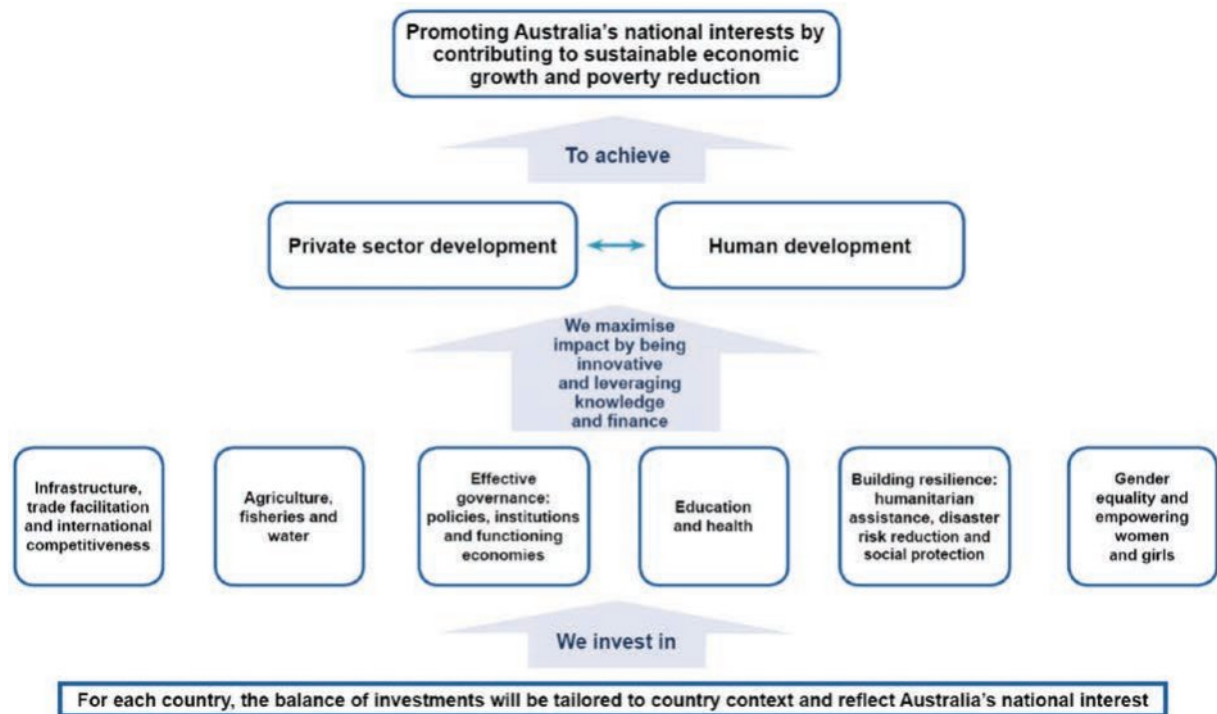 Promoting Australia's national interests by
contributing to sustainable economic
growth and poverty reduction
To achieve
Private sector development
Human development
We maximise
impact by being
innovative
and leveraging
knowledge
and finance
Infrastructure,
trade facilitation
and international
competitiveness
Agriculture,
fisheries and
water
Effective
governance:
policies, institutions
and functioning
economies
Education
and health
Building resilience:
humanitarian
assistance, disaster
risk reduction and
social protection
Gender
equality and
empowering
women
and girls
We invest in
For each country, the balance of investments will be tailored to country context and reflect Australia's national interest